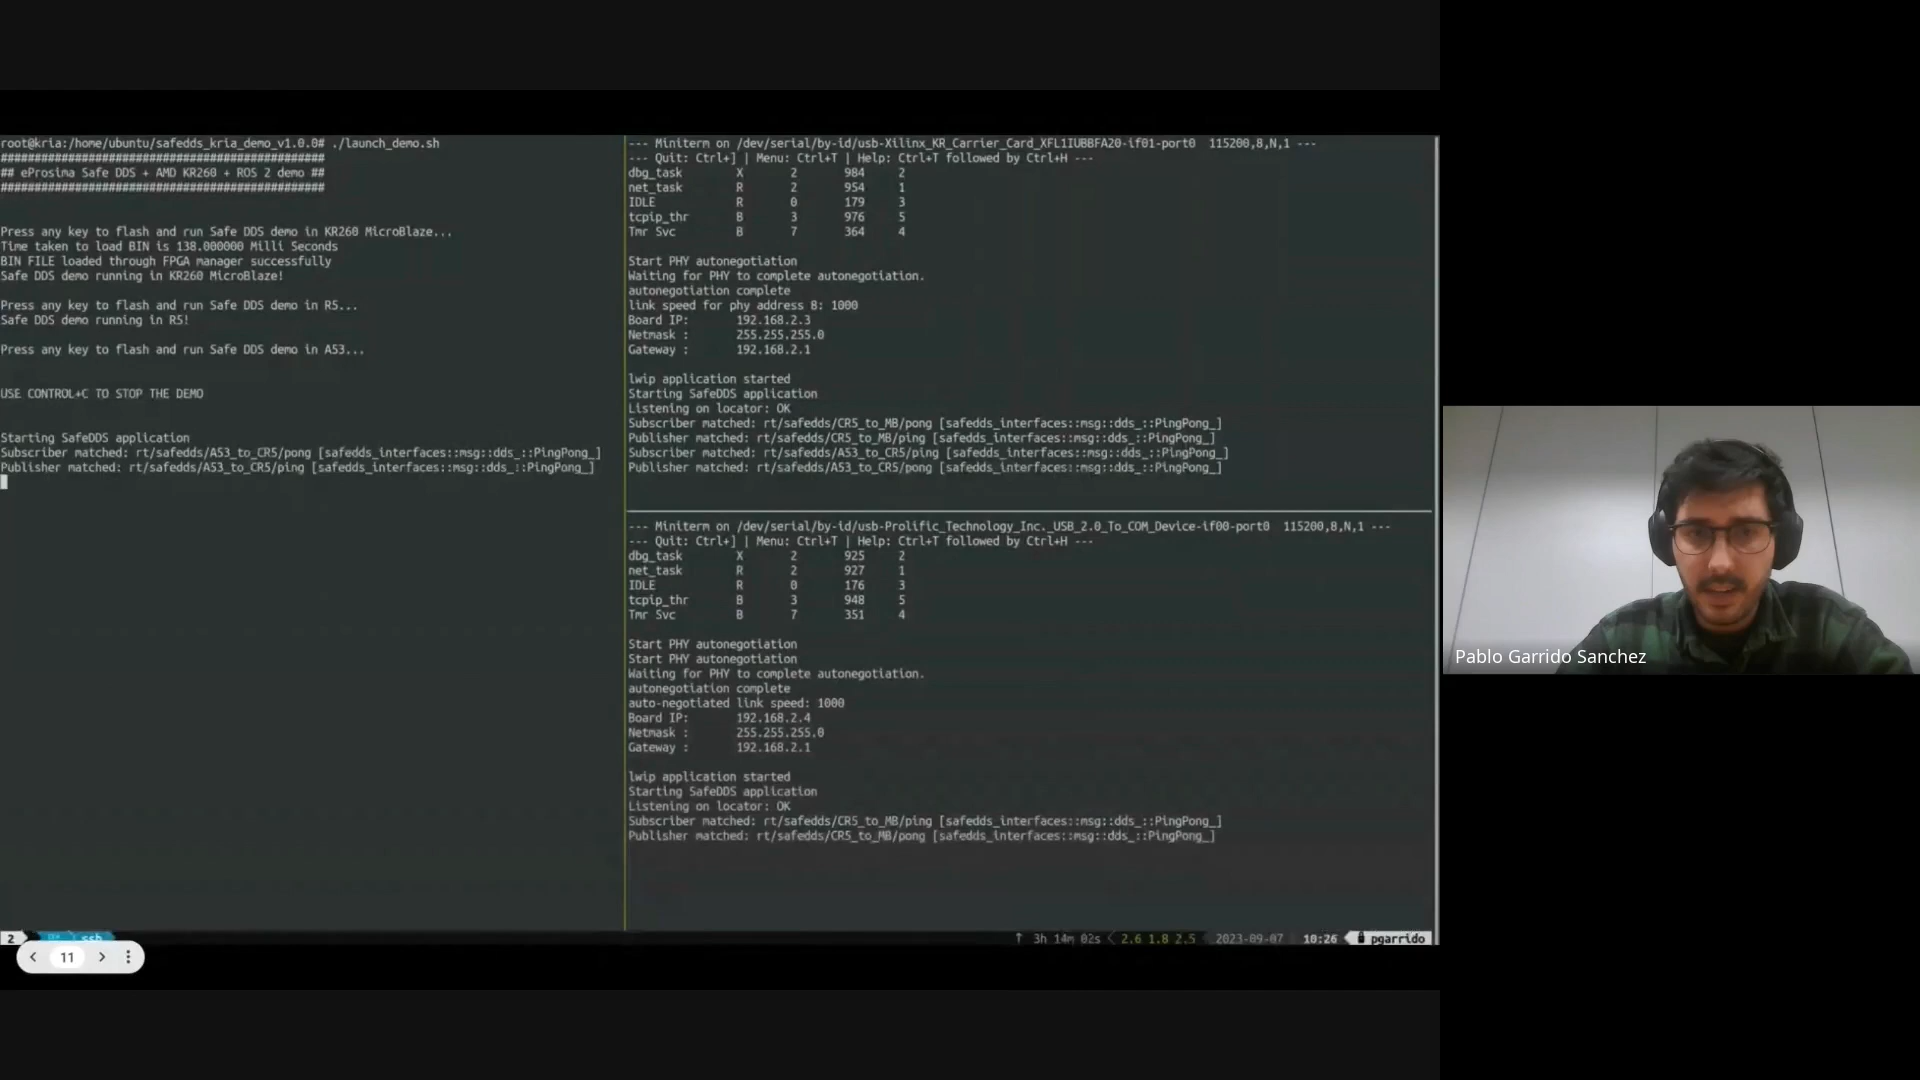 root@kria:/home/ubuntu/safedds_kria_demo_v1.0.0# ./launch_demo.sh
################################################
## eProsima Safe DDS + AMD KR260 + ROS 2 demo ##
################################################
Press any key to flash and run Safe DDS demo in KR260 MicroBlaze...
Time taken to load BIN is 138.000000 Milli Seconds
BIN FILE loaded through FPGA manager successfully
Safe DDS demo running in KR260 MicroBlaze!
Press any key to flash and run Safe DDS demo in R5...
Safe DDS demo running in R5!
Press any key to flash and run Safe DDS demo in A53...
USE CONTROL+C TO STOP THE DEMO
Starting SafeDDS application
Subscriber matched: rt/safedds/A53_to_CR5/pong [safedds_interfaces::msg::dds_::PingPong_]
Publisher matched: rt/safedds/A53_to_CR5/ping [safedds_interfaces::msg::dds_::PingPong_]
--- Miniterm on /dev/serial/by-id/usb-Xilinx_KR_Carrier_Card_XFL1IUBBFA20-if01-port0 115200,8,N,1 ---
--- Quit: Ctrl+] | Menu: Ctrl+T | Help: Ctrl+T followed by Ctrl+H ---
dbg_task X 2 984 2
net_task R 2 954 1
IDLE R 0 179 3
tcpip_thr B 3 976 5
Tmr Svc B 7 364 4
Start PHY autonegotiation
Waiting for PHY to complete autonegotiation.
autonegotiation complete
link speed for phy address 8: 1000
Board IP: 192.168.2.3
Netmask : 255.255.255.0
Gateway : 192.168.2.1
lwip application started
Starting SafeDDS application
Listening on locator: OK
Subscriber matched: rt/safedds/CR5_to_MB/pong [safedds_interfaces::msg::dds_::PingPong_]
Publisher matched: rt/safedds/CR5_to_MB/ping [safedds_interfaces::msg::dds_::PingPong_]
Subscriber matched: rt/safedds/A53_to_CR5/ping [safedds_interfaces::msg::dds_::PingPong_]
Publisher matched: rt/safedds/A53_to_CR5/pong [safedds_interfaces::msg::dds_::PingPong_]
--- Miniterm on /dev/serial/by-id/usb-Prolific_Technology_Inc._USB_2.0_To_COM_Device-if00-port0 115200,8,N,1 ---
--- Quit: Ctrl+] | Menu: Ctrl+T | Help: Ctrl+T followed by Ctrl+H ---
dbg_task X 2 925 2
net_task R 2 927 1
IDLE R 0 176 3
tcpip_thr B 3 948 5
Tmr Svc B 7 351 4
Start PHY autonegotiation
Start PHY autonegotiation
Waiting for PHY to complete autonegotiation.
autonegotiation complete
auto-negotiated link speed: 1000
Board IP: 192.168.2.4
Netmask : 255.255.255.0
Gateway : 192.168.2.1
lwip application started
Starting SafeDDS application
Listening on locator: OK
Subscriber matched: rt/safedds/CR5_to_MB/ping [safedds_interfaces::msg::dds_::PingPong_]
Publisher matched: rt/safedds/CR5_to_MB/pong [safedds_interfaces::msg::dds_::PingPong_]
2 ssh
↑ 3h 14m 02s 2.6 1.8 2.5 2023-09-07 10:26 pgarrido
11
Pablo Garrido Sanchez